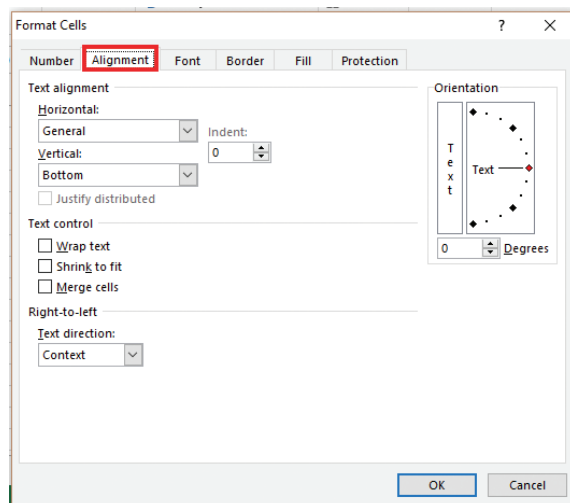 Format Cells ? ×
Number Alignment Font Border Fill Protection
Text alignment
Horizontal:
General
Indent:
0
Vertical:
Bottom
Justify distributed
Text control
Wrap text
Shrink to fit
Merge cells
Right-to-left
Text direction:
Context
Orientation
T
e
x
t
Text
0 Degrees
OK Cancel